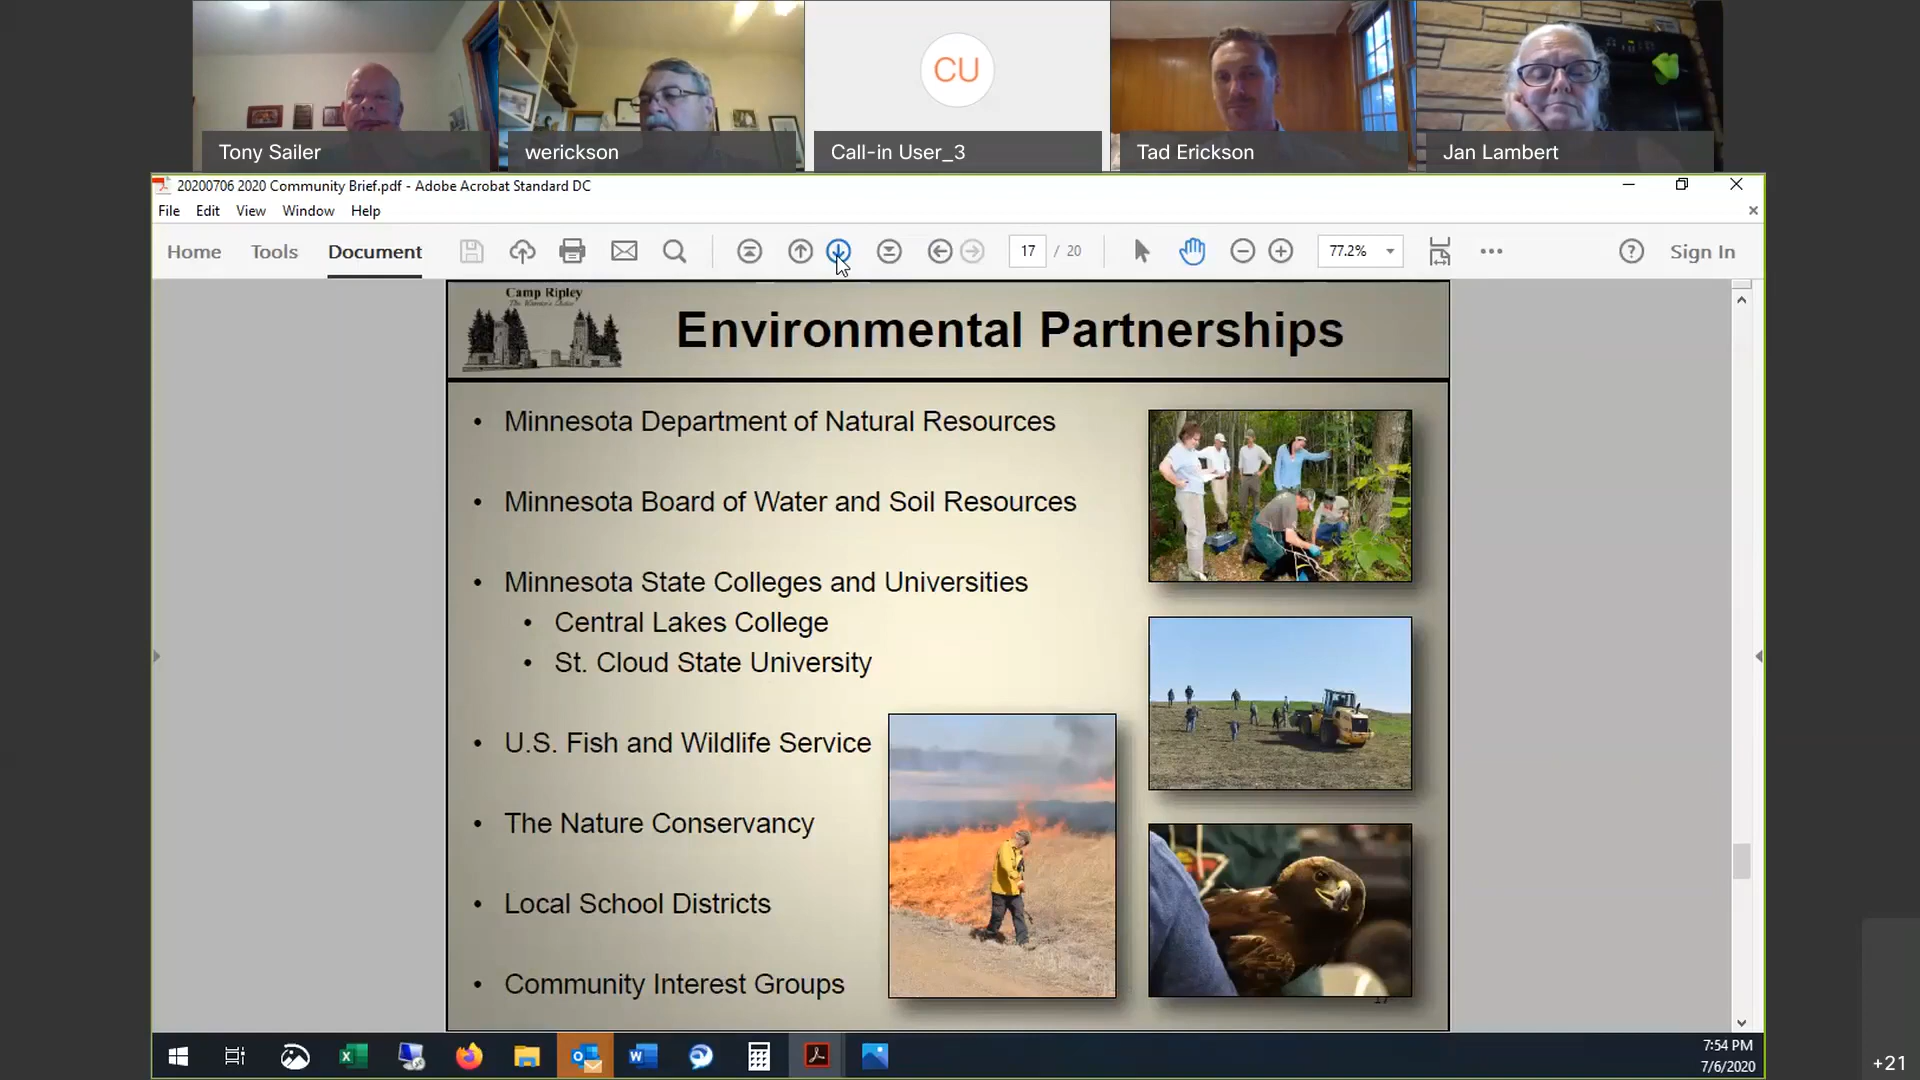 CU
Tony Sailer
werickson
Call-in User_3
Tad Erickson
Jan Lambert
20200706 2020 Community Brief.pdf - Adobe Acrobat Standard DC
File Edit View Window Help
Home Tools Document 17 / 20 77.2% Sign In
Camp Ripley
The Warrior's Choice
Environmental Partnerships
• Minnesota Department of Natural Resources
• Minnesota Board of Water and Soil Resources
• Minnesota State Colleges and Universities
• Central Lakes College
• St. Cloud State University
• U.S. Fish and Wildlife Service
• The Nature Conservancy
• Local School Districts
• Community Interest Groups
17
7:54 PM
7/6/2020
+21